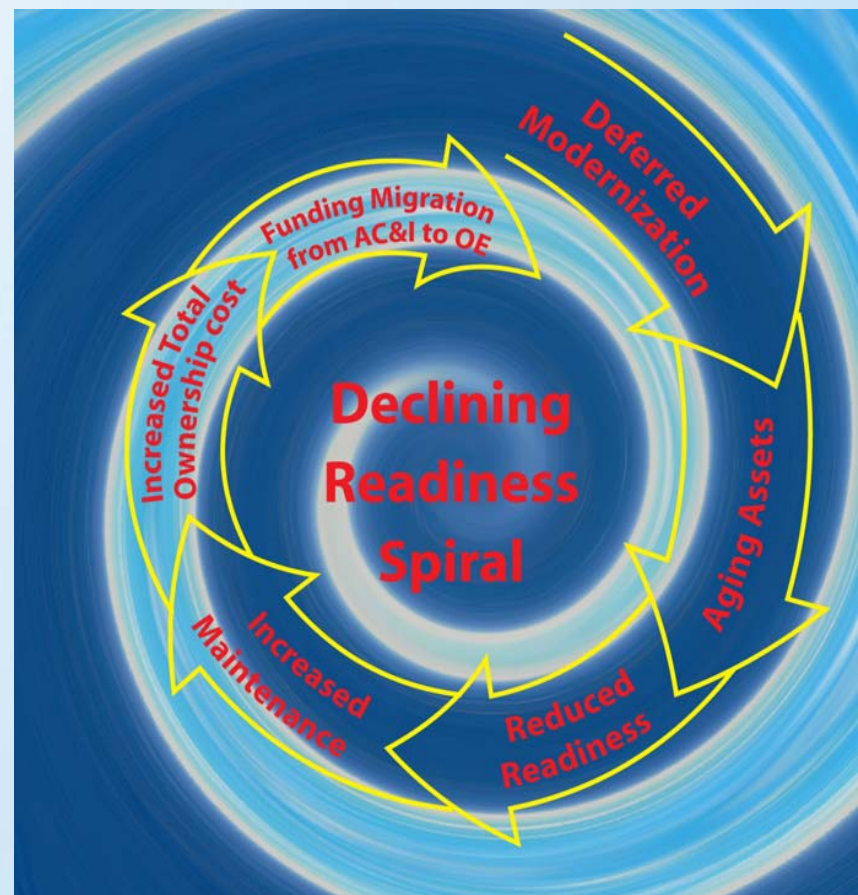 Deferred
Modernization
Aging Assets
Reduced
Readiness
Increased
Maintenance
Increased Total
Ownership cost
Funding Migration
from AC&I to OE
Declining
Readiness
Spiral